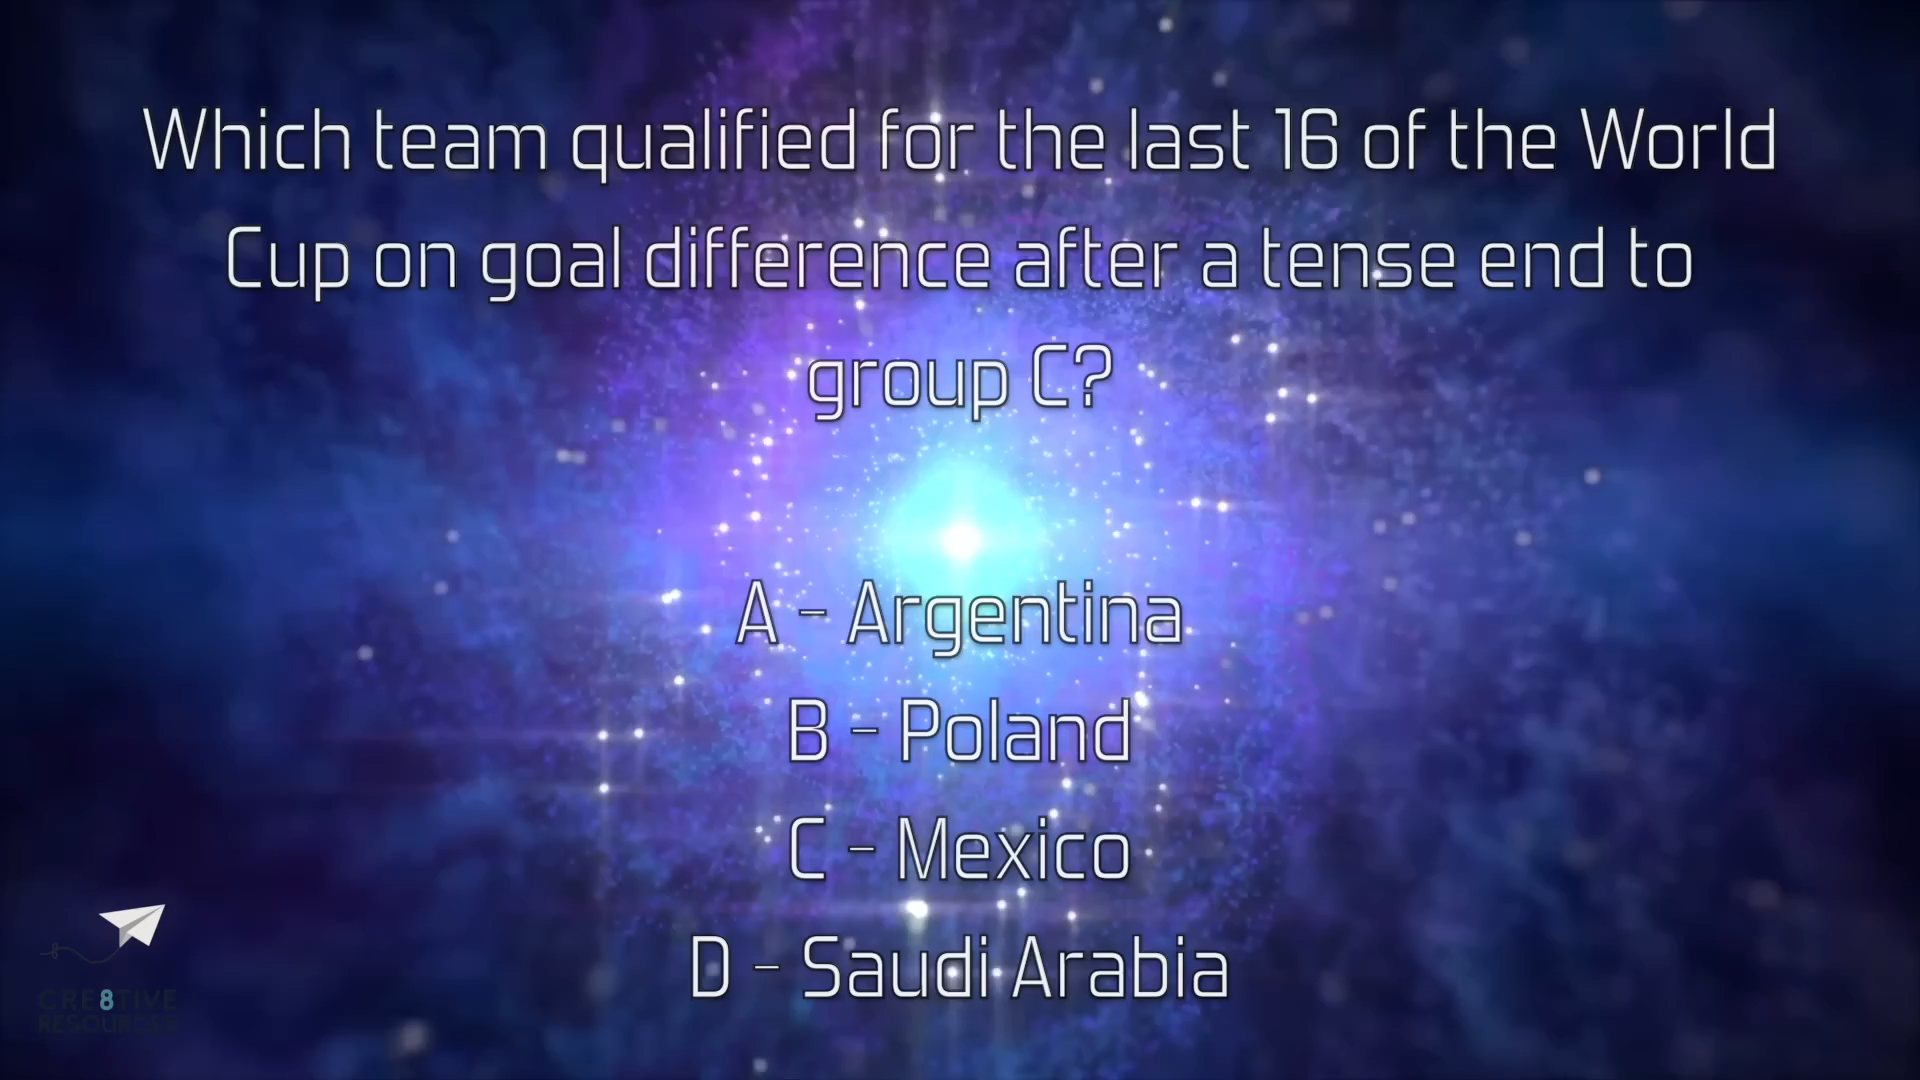 Which team qualified for the last 16 of the World
Cup on goal difference after a tense end to
group C?
A - Argentina
B - Poland
C - Mexico
D - Saudi Arabia
CRE8TIVE
RESOURCES